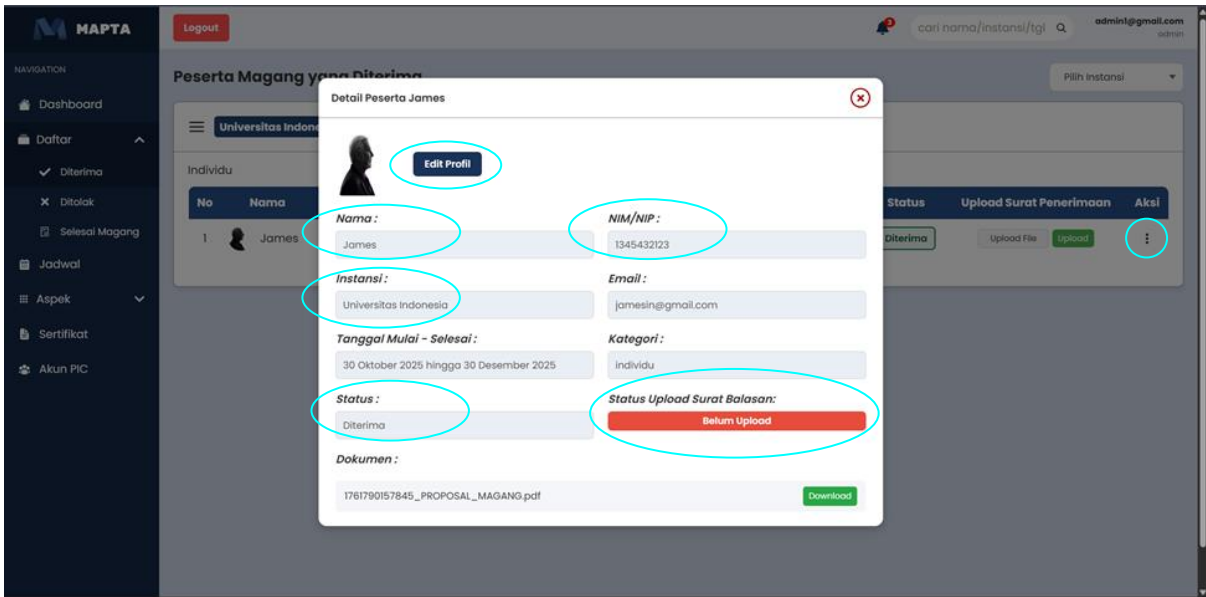 MAPTA
Logout
3
cari nama/instansi/tgl
admin1@gmail.com
admin
NAVIGATION
Dashboard
Daftar
Diterima
Ditolak
Selesai Magang
Jadwal
Aspek
Sertifikat
Akun PIC
Peserta Magang yang Diterima
Pilih Instansi
Universitas Indone
Individu
No Nama Status Upload Surat Penerimaan Aksi
1 James Diterima Upload File Upload
Detail Peserta James
Edit Profil
Nama :
James
NIM/NIP :
1345432123
Instansi :
Universitas Indonesia
Email :
jamesin@gmail.com
Tanggal Mulai - Selesai :
30 Oktober 2025 hingga 30 Desember 2025
Kategori :
individu
Status :
Diterima
Status Upload Surat Balasan:
Belum Upload
Dokumen :
1761790157845_PROPOSAL_MAGANG.pdf
Download